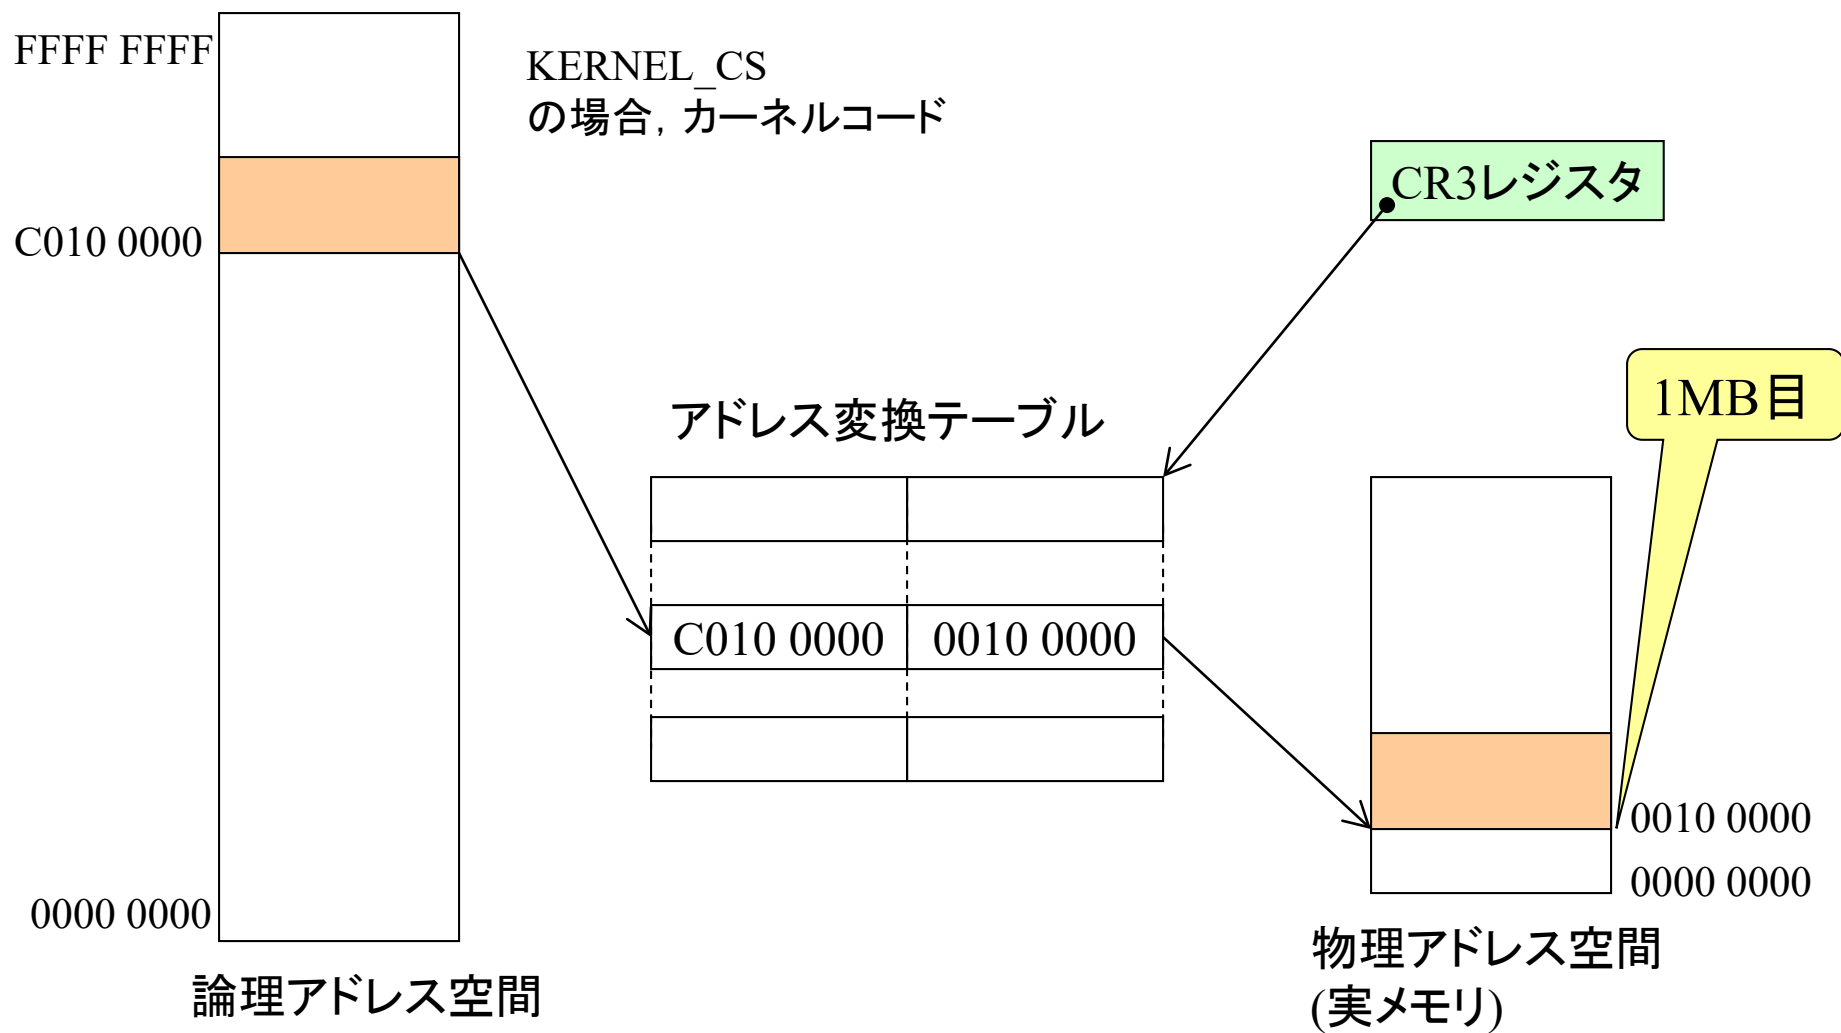 FFFF FFFF
KERNEL_CS
の場合, カーネルコード
CR3レジスタ
C010 0000
1MB目
アドレス変換テーブル
C010 0000 0010 0000
0010 0000
0000 0000
0000 0000
物理アドレス空間
(実メモリ)
論理アドレス空間